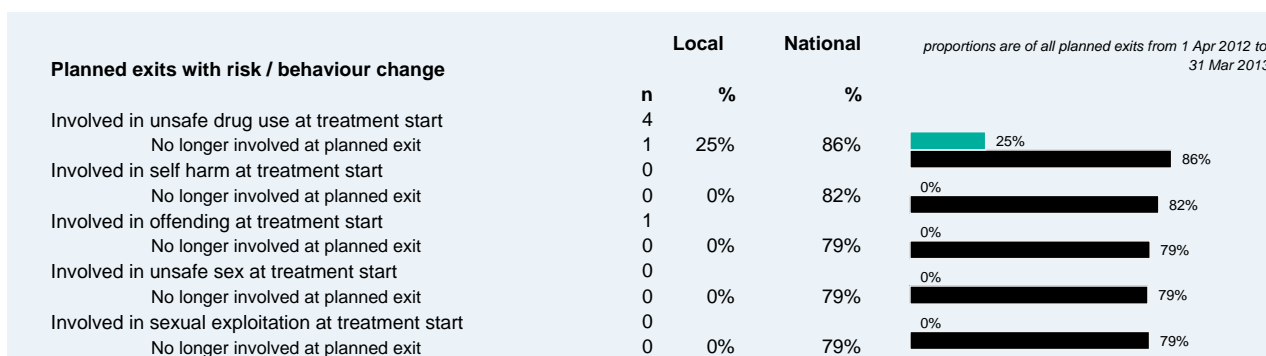 Local National proportions are of all planned exits from 1 Apr 2012 to
Planned exits with risk / behaviour change 31 Mar 2013
n % %
Involved in unsafe drug use at treatment start 4
No longer involved at planned exit 1 25% 86% 25%
86%
Involved in self harm at treatment start 0
No longer involved at planned exit 0 0% 82% 0%
82%
Involved in offending at treatment start 1
No longer involved at planned exit 0 0% 79% 0%
79%
Involved in unsafe sex at treatment start 0
No longer involved at planned exit 0 0% 79% 0%
79%
Involved in sexual exploitation at treatment start 0
No longer involved at planned exit 0 0% 79% 0%
79%